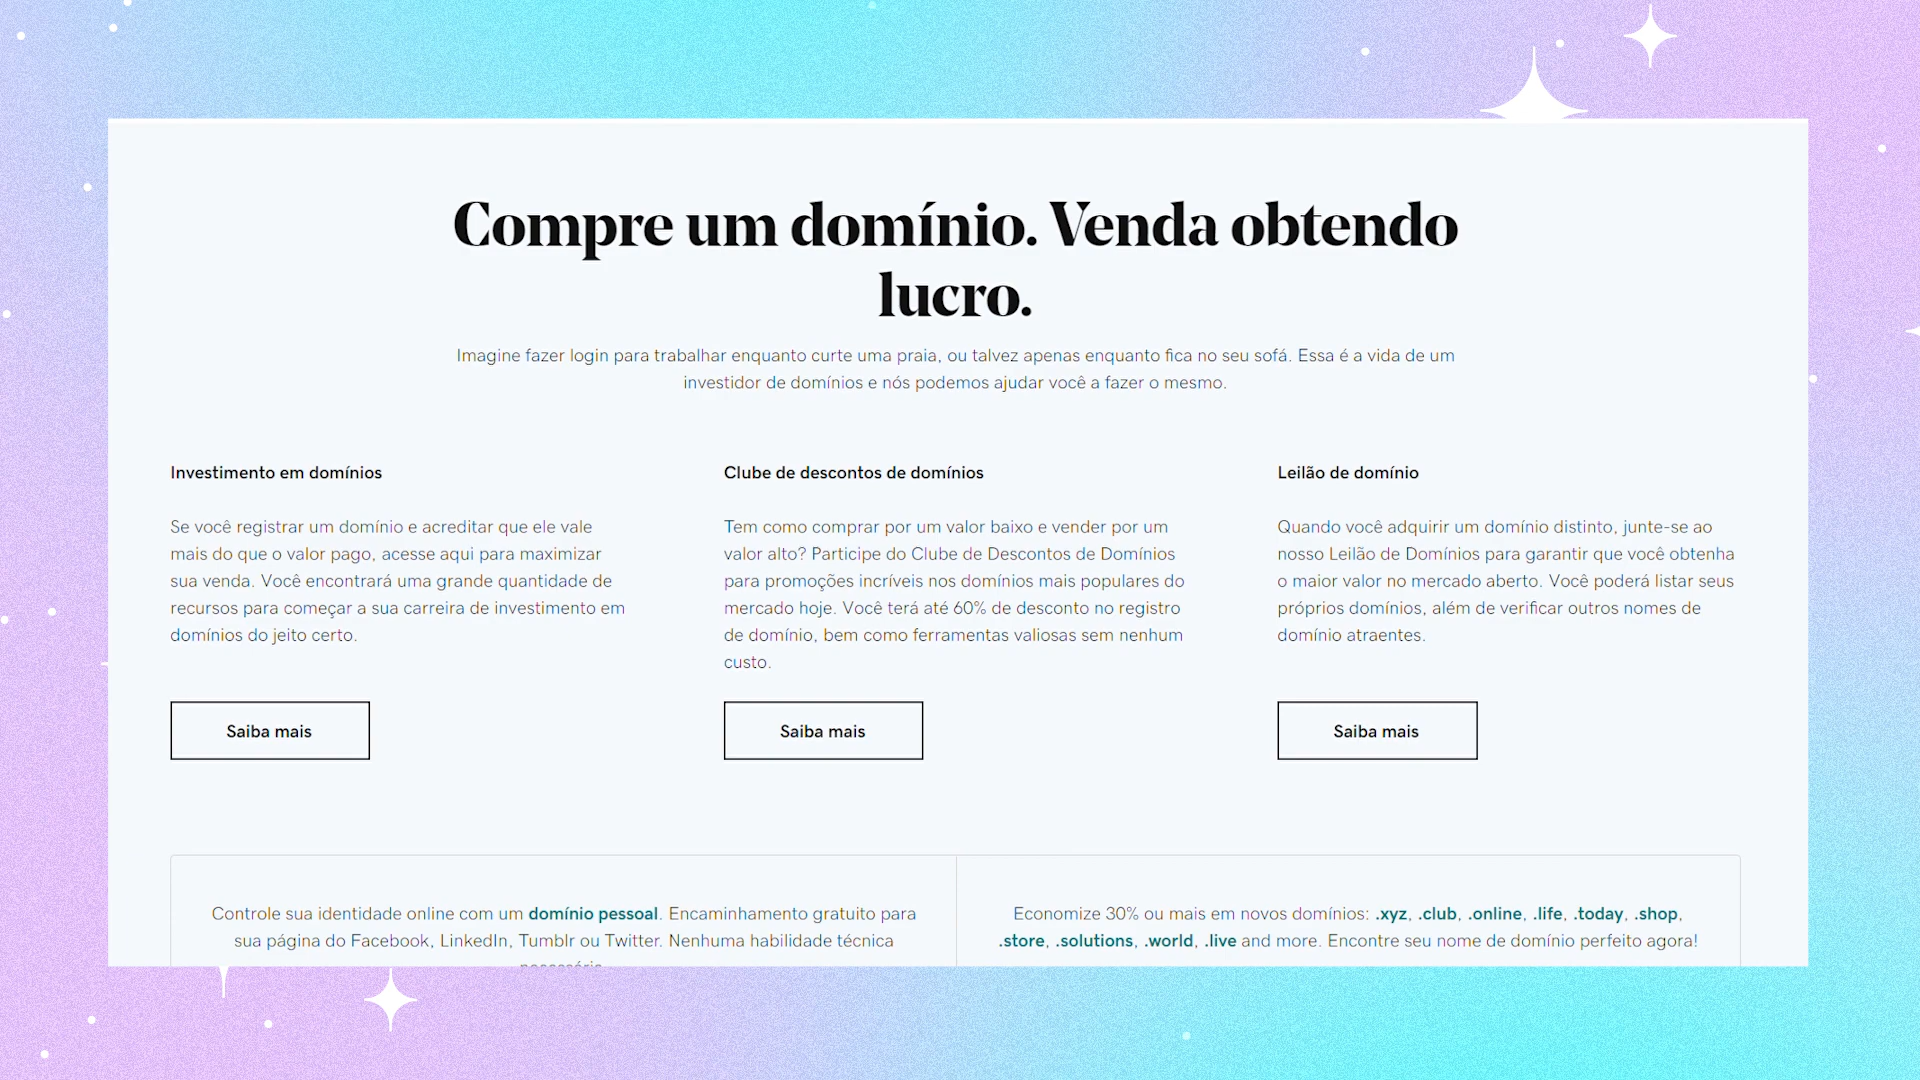 Compre um domínio. Venda obtendo
lucro.
Imagine fazer login para trabalhar enquanto curte uma praia, ou talvez apenas enquanto fica no seu sofá. Essa é a vida de um
investidor de domínios e nós podemos ajudar você a fazer o mesmo.
Investimento em domínios
Se você registrar um domínio e acreditar que ele vale
mais do que o valor pago, acesse aqui para maximizar
sua venda. Você encontrará uma grande quantidade de
recursos para começar a sua carreira de investimento em
domínios do jeito certo.
Saiba mais
Clube de descontos de domínios
Tem como comprar por um valor baixo e vender por um
valor alto? Participe do Clube de Descontos de Domínios
para promoções incríveis nos domínios mais populares do
mercado hoje. Você terá até 60% de desconto no registro
de domínio, bem como ferramentas valiosas sem nenhum
custo.
Saiba mais
Leilão de domínio
Quando você adquirir um domínio distinto, junte-se ao
nosso Leilão de Domínios para garantir que você obtenha
o maior valor no mercado aberto. Você poderá listar seus
próprios domínios, além de verificar outros nomes de
domínio atraentes.
Saiba mais
Controle sua identidade online com um domínio pessoal. Encaminhamento gratuito para
sua página do Facebook, LinkedIn, Tumblr ou Twitter. Nenhuma habilidade técnica
Economize 30% ou mais em novos domínios: .xyz, .club, .online, .life, .today, .shop,
.store, .solutions, .world, .live and more. Encontre seu nome de domínio perfeito agora!